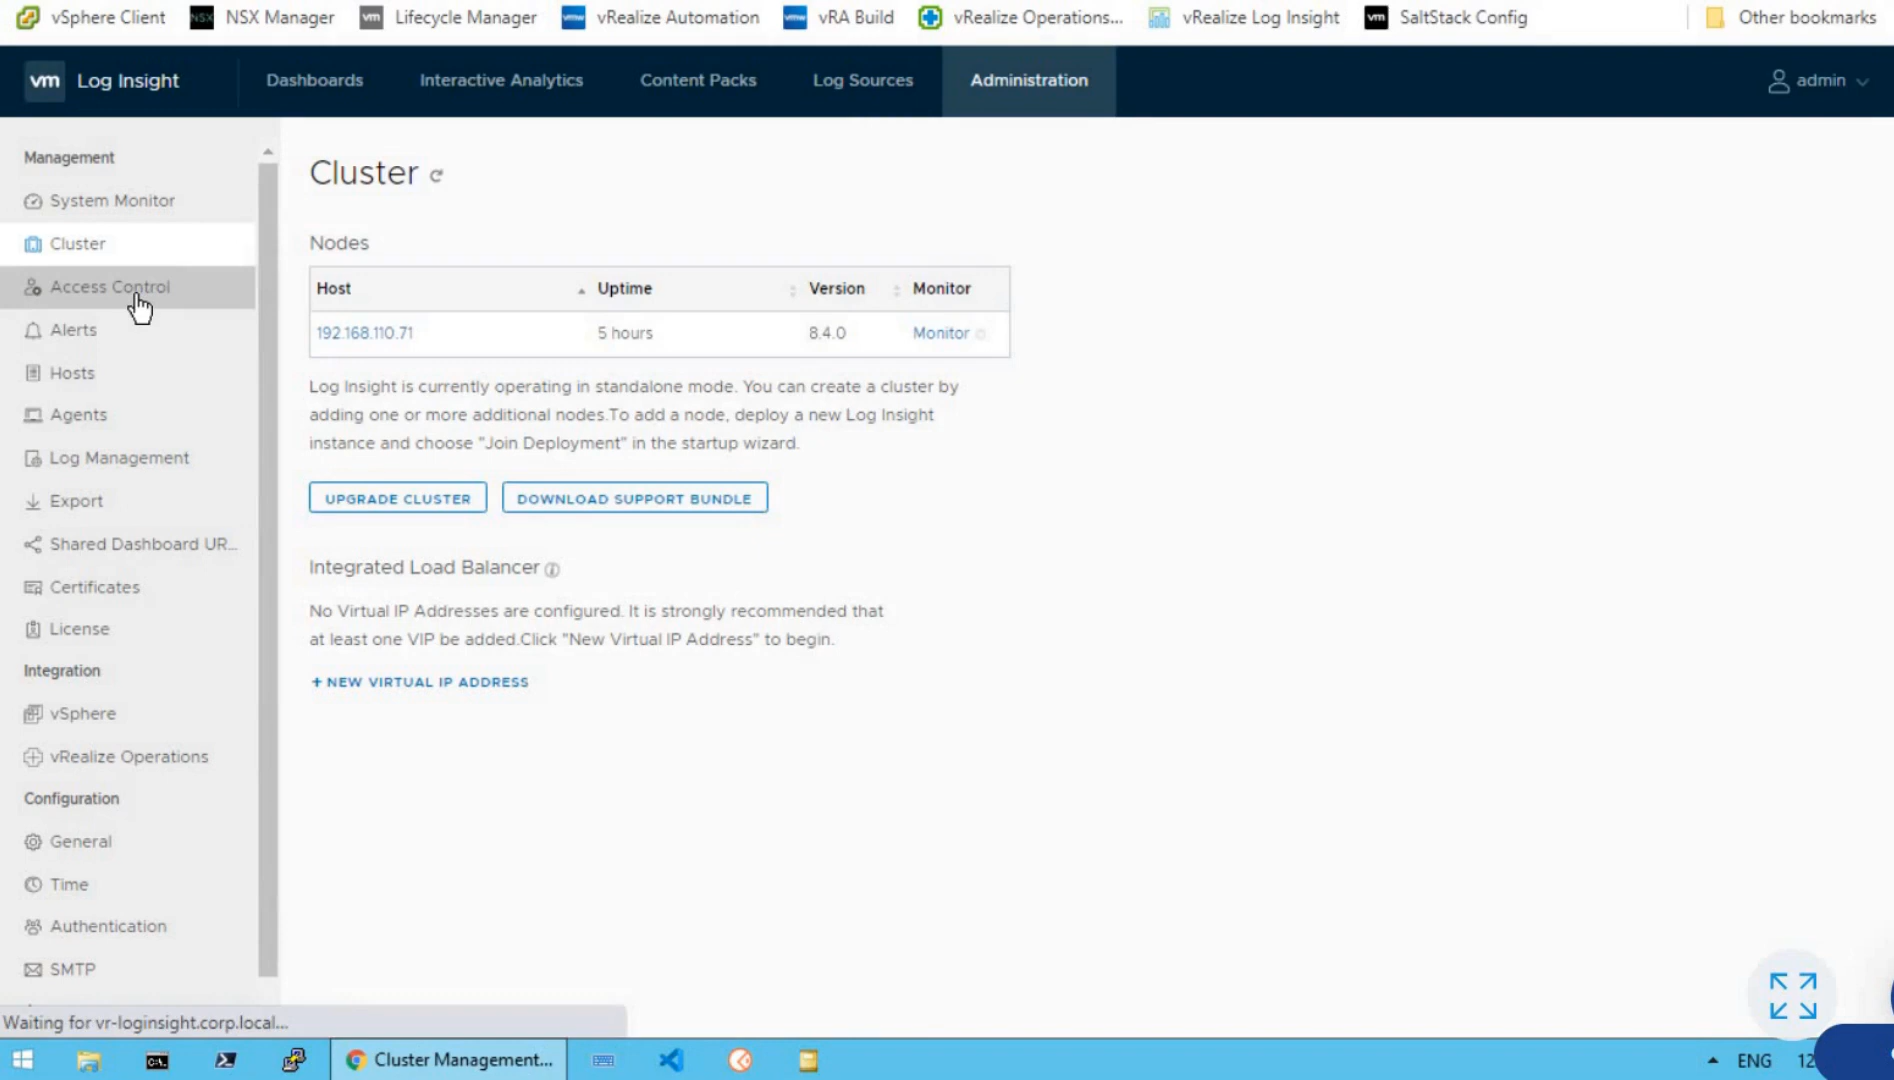 vSphere Client
NSX NSX Manager
vm Lifecycle Manager
vmw vRealize Automation
vmw vRA Build
vRealize Operations...
vRealize Log Insight
vm SaltStack Config
Other bookmarks
vm Log Insight
Dashboards
Interactive Analytics
Content Packs
Log Sources
Administration
admin
Management
System Monitor
Cluster
Access Control
Alerts
Hosts
Agents
Log Management
Export
Shared Dashboard UR...
Certificates
License
Integration
vSphere
vRealize Operations
Configuration
General
Time
Authentication
SMTP
Cluster
Nodes
Host Uptime Version Monitor
192.168.110.71 5 hours 8.4.0 Monitor
Log Insight is currently operating in standalone mode. You can create a cluster by
adding one or more additional nodes.To add a node, deploy a new Log Insight
instance and choose "Join Deployment" in the startup wizard.
UPGRADE CLUSTER
DOWNLOAD SUPPORT BUNDLE
Integrated Load Balancer
No Virtual IP Addresses are configured. It is strongly recommended that
at least one VIP be added.Click "New Virtual IP Address" to begin.
+ NEW VIRTUAL IP ADDRESS
Waiting for vr-loginsight.corp.local...
Cluster Management...
ENG
12